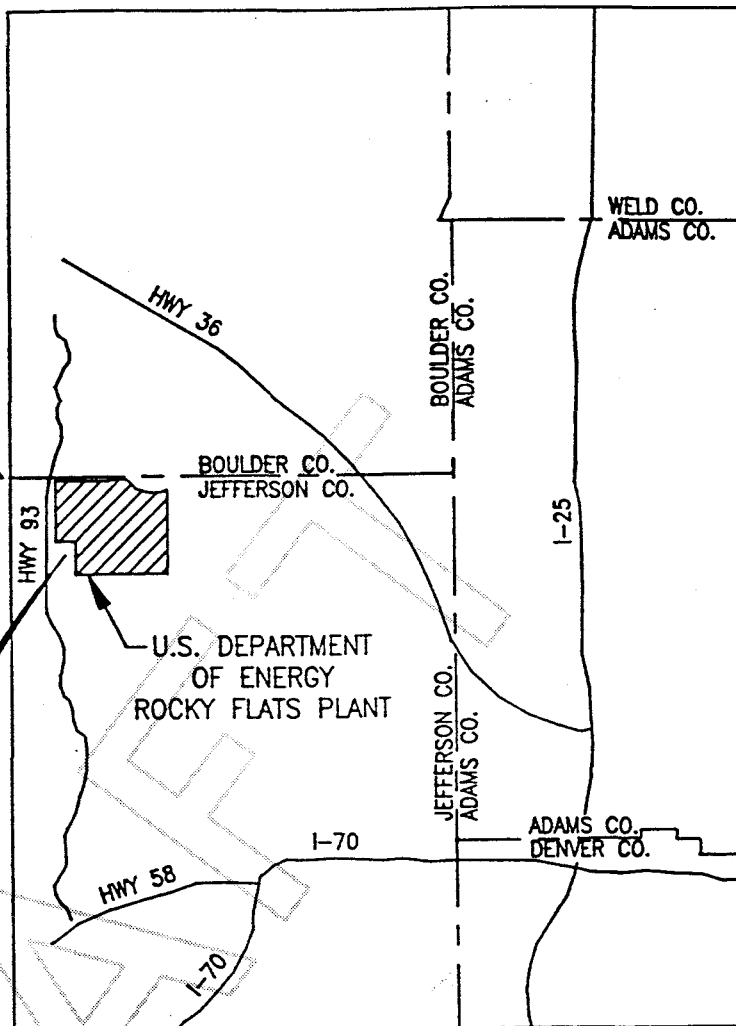 WELD CO.
ADAMS CO.
HWY 36
BOULDER CO.
ADAMS CO.
BOULDER CO.
JEFFERSON CO.
HWY 93
I-25
U.S. DEPARTMENT
OF ENERGY
ROCKY FLATS PLANT
JEFFERSON CO.
ADAMS CO.
ADAMS CO.
DENVER CO.
I-70
HWY 58
I-70